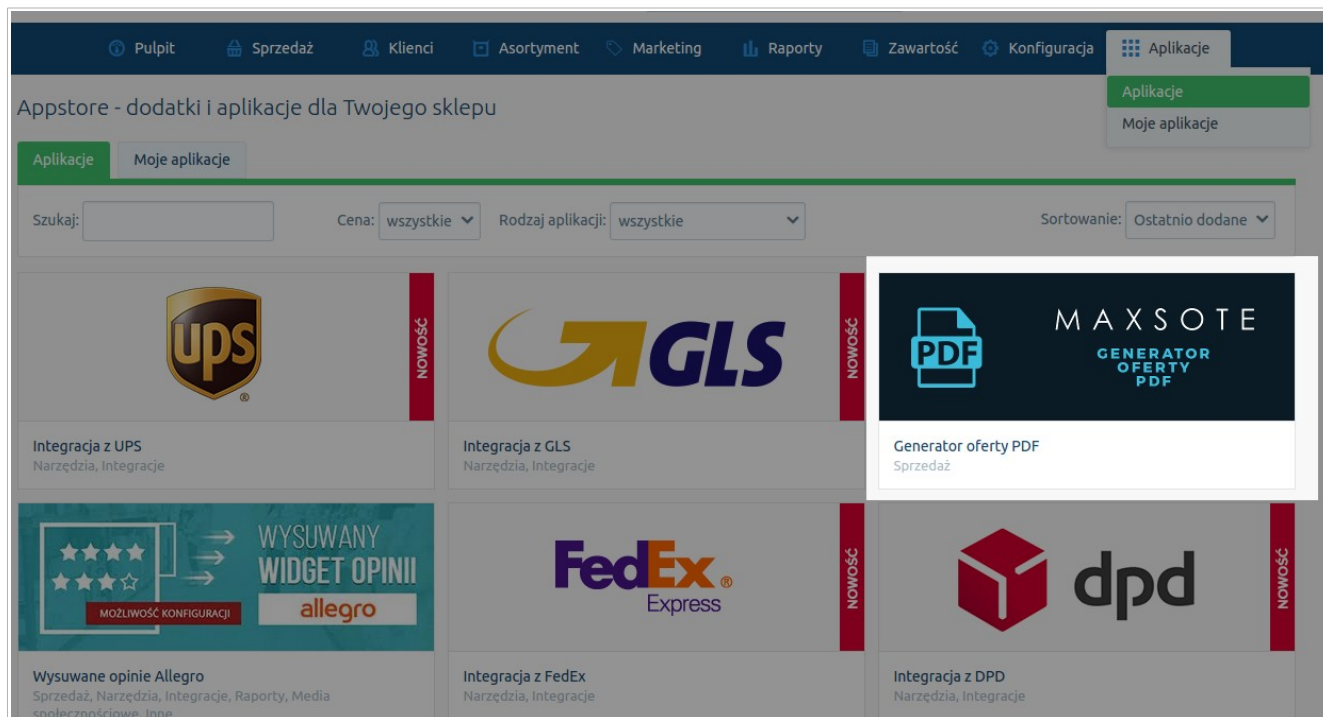 Pulpit
Sprzedaż
Klienci
Asortyment
Marketing
Raporty
Zawartość
Konfiguracja
Aplikacje
Aplikacje
Moje aplikacje
Appstore - dodatki i aplikacje dla Twojego sklepu
Aplikacje
Moje aplikacje
Szukaj:
Cena: wszystkie
Rodzaj aplikacji: wszystkie
Sortowanie: Ostatnio dodane
ups
®
NOWOŚĆ
GLS
NOWOŚĆ
PDF
MAXSOTE
GENERATOR
OFERTY
PDF
Integracja z UPS
Narzędzia, Integracje
Integracja z GLS
Narzędzia, Integracje
Generator oferty PDF
Sprzedaż
WYSUWANY
WIDGET OPINII
MOŻLIWOŚĆ KONFIGURACJI
allegro
FedEx ®
Express
NOWOŚĆ
dpd
NOWOŚĆ
Wysuwane opinie Allegro
Sprzedaż, Narzędzia, Integracje, Raporty, Media
społecznościowe, Inne
Integracja z FedEx
Narzędzia, Integracje
Integracja z DPD
Narzędzia, Integracje